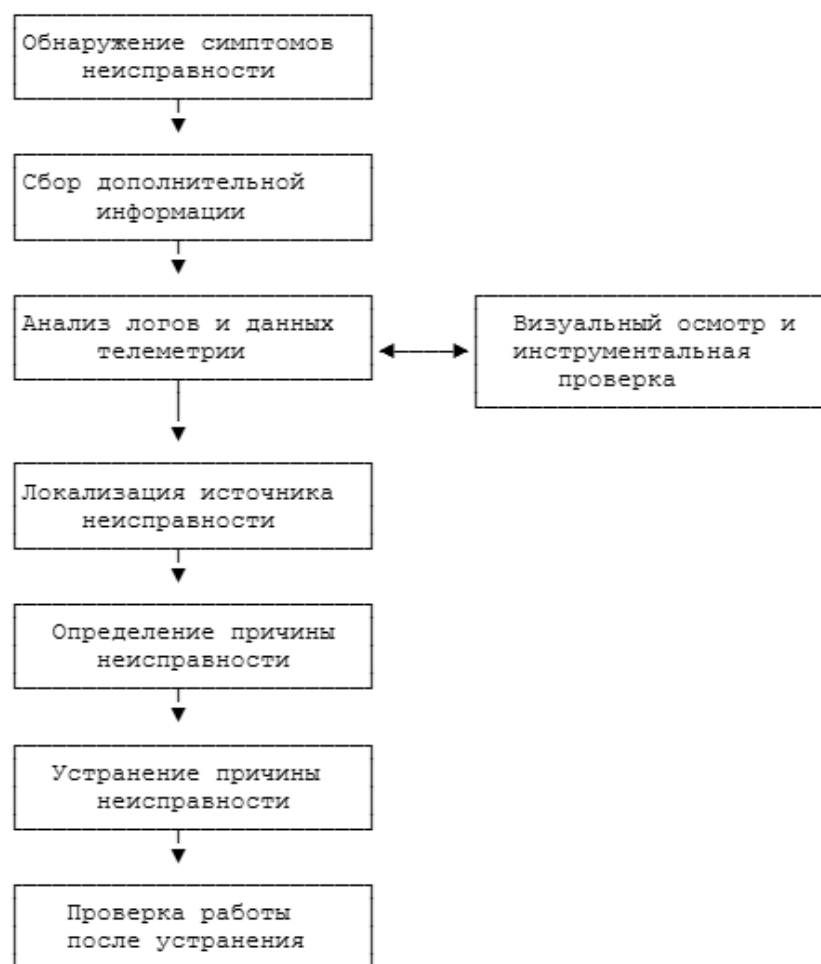 Обнаружение симптомов
неисправности
Сбор дополнительной
информации
Анализ логов и данных
телеметрии
Визуальный осмотр и
инструментальная
проверка
Локализация источника
неисправности
Определение причины
неисправности
Устранение причины
неисправности
Проверка работы
после устранения